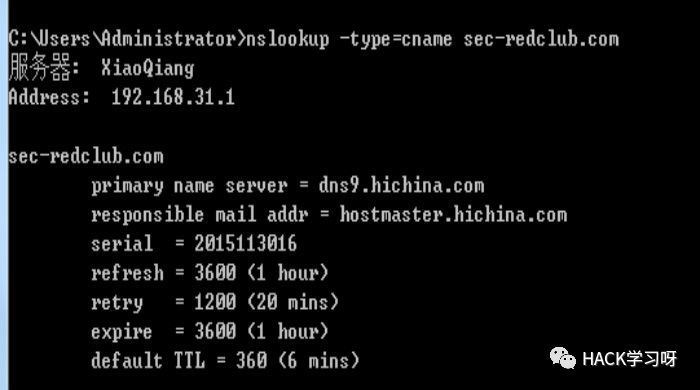 C:\Users\Administrator>nslookup -type=cname sec-redclub.com
服务器:  XiaoQiang
Address:  192.168.31.1
sec-redclub.com
primary name server = dns9.hichina.com
responsible mail addr = hostmaster.hichina.com
serial  = 2015113016
refresh = 3600 (1 hour)
retry   = 1200 (20 mins)
expire  = 3600 (1 hour)
default TTL = 360 (6 mins)
HACK学习呀